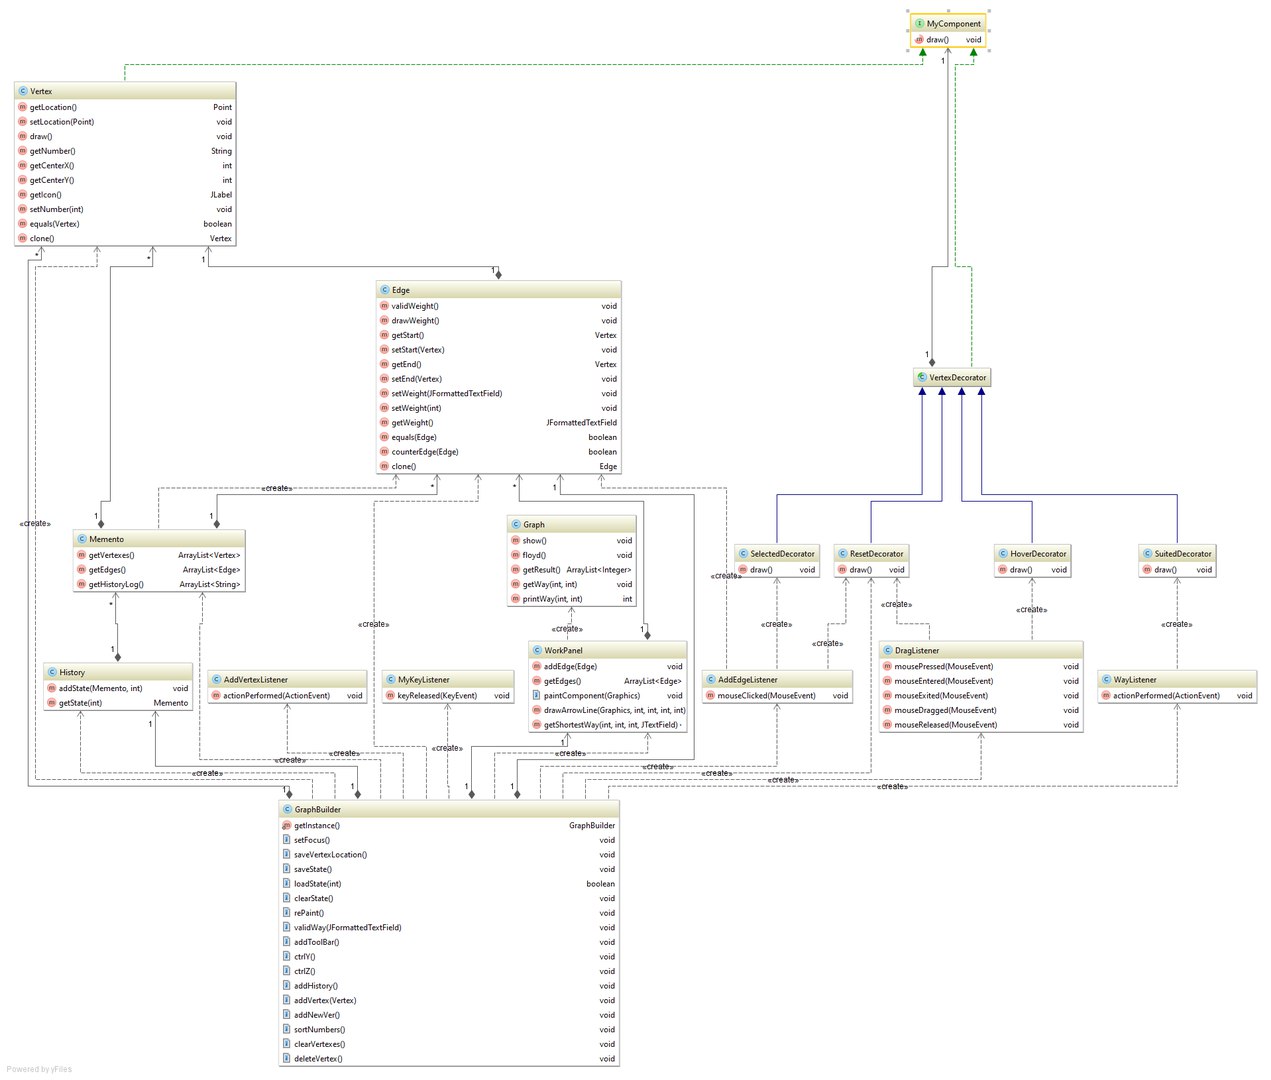 MyComponent
draw() void
1
Vertex
getLocation() Point
setLocation(Point) void
draw() void
getNumber() String
getCenterX() int
getCenterY() int
getIcon() JLabel
setNumber(int) void
equals(Vertex) boolean
clone() Vertex
* * 1
1
Edge
validWeight() void
drawWeight() void
getStart() Vertex
setStart(Vertex) void
getEnd() Vertex
setEnd(Vertex) void
setWeight(JFormattedTextField) void
setWeight(int) void
getWeight() JFormattedTextField
equals(Edge) boolean
counterEdge(Edge) boolean
clone() Edge
1
VertexDecorator
«create»
* * 1
1 1
«create»
Memento
getVertexes() ArrayList<Vertex>
getEdges() ArrayList<Edge>
getHistoryLog() ArrayList<String>
Graph
show() void
floyd() void
getResult() ArrayList<Integer>
getWay(int, int) void
printWay(int, int) int
SelectedDecorator
draw() void
ResetDecorator
draw() void
HoverDecorator
draw() void
SuitedDecorator
draw() void
«create»
*
1
«create»
«create»
1
«create»
«create»
«create»
«create»
History
addState(Memento, int) void
getState(int) Memento
1
AddVertexListener
actionPerformed(ActionEvent) void
MyKeyListener
keyReleased(KeyEvent) void
WorkPanel
addEdge(Edge) void
getEdges() ArrayList<Edge>
paintComponent(Graphics) void
drawArrowLine(Graphics, int, int, int, int)
getShortestWay(int, int, int, JTextField)
1
AddEdgeListener
mouseClicked(MouseEvent) void
DragListener
mousePressed(MouseEvent) void
mouseEntered(MouseEvent) void
mouseExited(MouseEvent) void
mouseDragged(MouseEvent) void
mouseReleased(MouseEvent) void
WayListener
actionPerformed(ActionEvent) void
«create»
«create» «create»
«create»
«create»
«create» «create»
«create»
«create»
1 1 1 1
GraphBuilder
getInstance() GraphBuilder
setFocus() void
saveVertexLocation() void
saveState() void
loadState(int) boolean
clearState() void
rePaint() void
validWay(JFormattedTextField) void
addToolBar() void
ctrlY() void
ctrlZ() void
addHistory() void
addVertex(Vertex) void
addNewVer() void
sortNumbers() void
clearVertexes() void
deleteVertex() void
Powered by yFiles